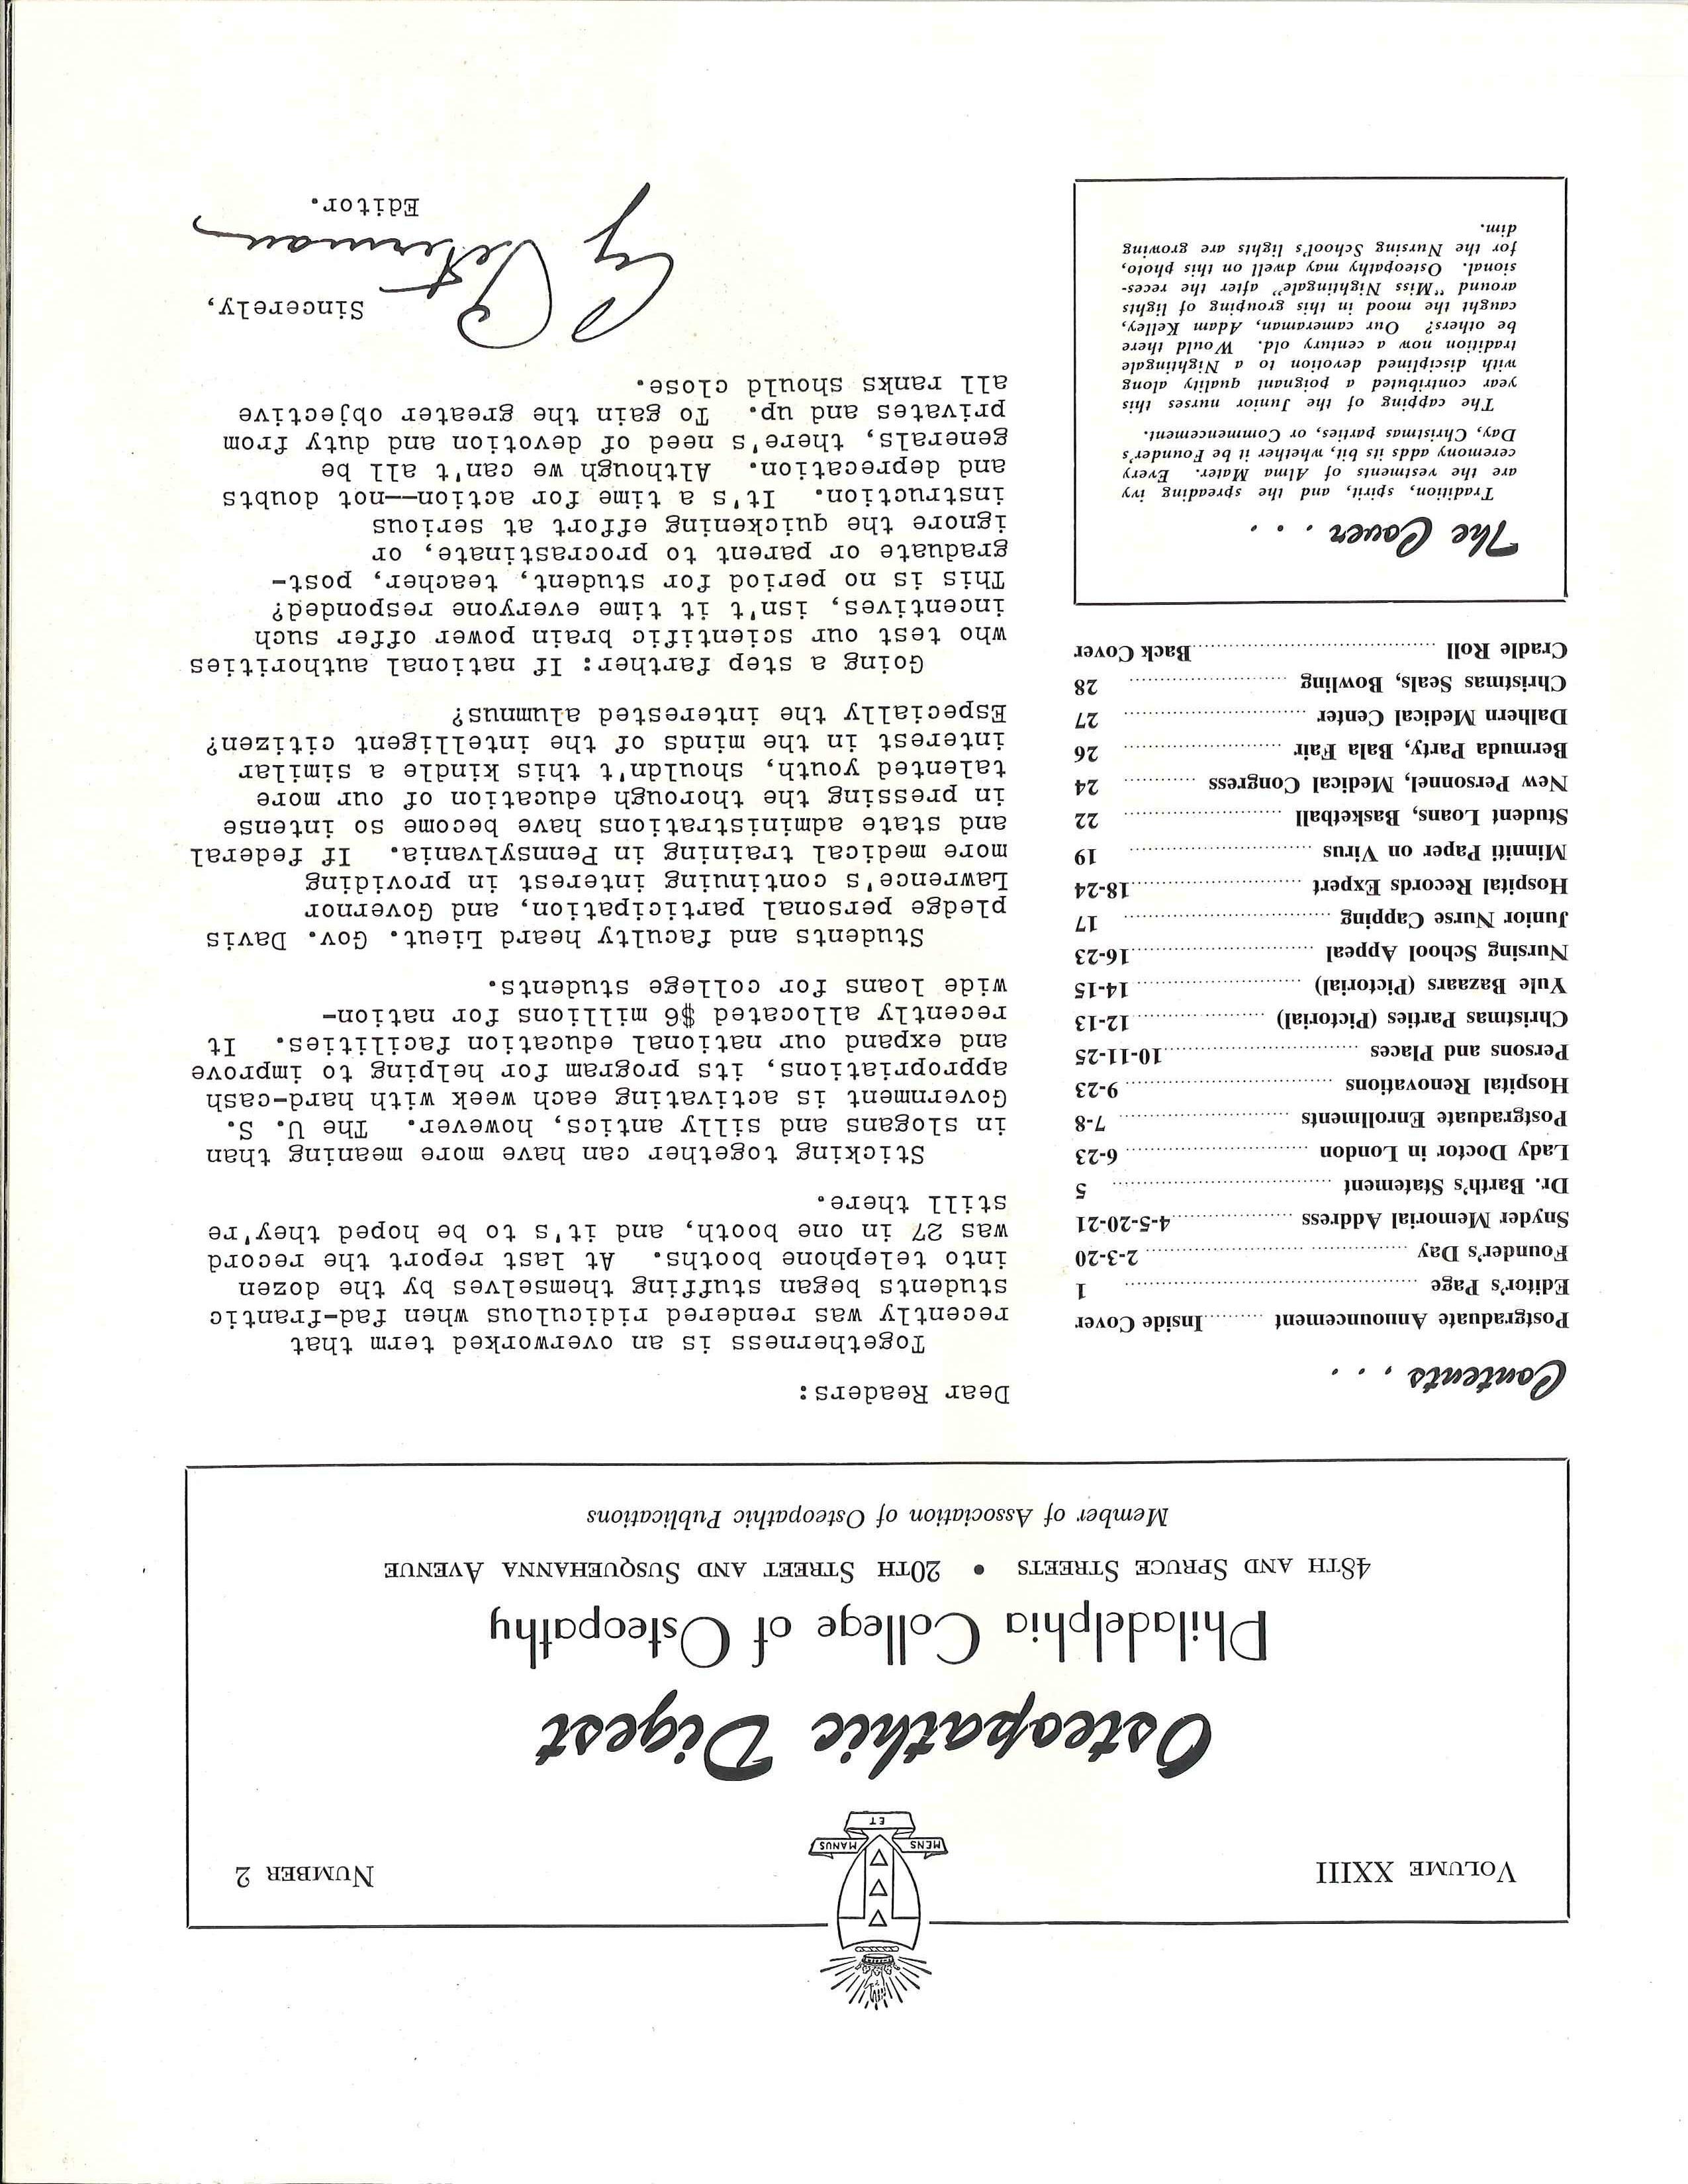 VOLUME XXIII
NUMBER 2
MENS ET MANUS
Osteopathic Digest
Philadelphia College of Osteopathy
48TH AND SPRUCE STREETS • 20TH STREET AND SUSQUEHANNA AVENUE
Member of Association of Osteopathic Publications
Contents . . .
Postgraduate Announcement ..........Inside Cover
Editor's Page .......... 1
Founder's Day .......... 2-3-20
Snyder Memorial Address ..........4-5-20-21
Dr. Barth's Statement .......... 5
Lady Doctor in London .......... 6-23
Postgraduate Enrollments .......... 7-8
Hospital Renovations .......... 9-23
Persons and Places ..........10-11-25
Christmas Parties (Pictorial) ..........12-13
Yule Bazaars (Pictorial) .......... 14-15
Nursing School Appeal ..........16-23
Junior Nurse Capping .......... 17
Hospital Records Expert ..........18-24
Minniti Paper on Virus .......... 19
Student Loans, Basketball .......... 22
New Personnel, Medical Congress .......... 24
Bermuda Party, Bala Fair .......... 26
Dalhern Medical Center .......... 27
Christmas Seals, Bowling .......... 28
Cradle Roll ..........Back Cover
The Cover . . .
Tradition, spirit, and the spreading ivy
are the vestments of Alma Mater. Every
ceremony adds its bit, whether it be Founder's
Day, Christmas parties, or Commencement.
The capping of the Junior nurses this
year contributed a poignant quality along
with disciplined devotion to a Nightingale
tradition now a century old. Would there
be others? Our cameraman, Adam Kelley,
caught the mood in this grouping of lights
around "Miss Nightingale" after the reces-
sional. Osteopathy may dwell on this photo,
for the Nursing School's lights are growing
dim.
Dear Readers:
Togetherness is an overworked term that
recently was rendered ridiculous when fad-frantic
students began stuffing themselves by the dozen
into telephone booths. At last report the record
was 27 in one booth, and it's to be hoped they're
still there.
Sticking together can have more meaning than
in slogans and silly antics, however. The U. S.
Government is activating each week with hard-cash
appropriations, its program for helping to improve
and expand our national education facilities. It
recently allocated $6 millions for nation-
wide loans for college students.
Students and faculty heard Lieut. Gov. Davis
pledge personal participation, and Governor
Lawrence's continuing interest in providing
more medical training in Pennsylvania. If federal
and state administrations have become so intense
in pressing the thorough education of our more
talented youth, shouldn't this kindle a similar
interest in the minds of the intelligent citizen?
Especially the interested alumnus?
Going a step farther: If national authorities
who test our scientific brain power offer such
incentives, isn't it time everyone responded?
This is no period for student, teacher, post-
graduate or parent to procrastinate, or
ignore the quickening effort at serious
instruction. It's a time for action--not doubts
and deprecation. Although we can't all be
generals, there's need of devotion and duty from
privates and up. To gain the greater objective
all ranks should close.
Sincerely,
Cy Peterman
Editor.